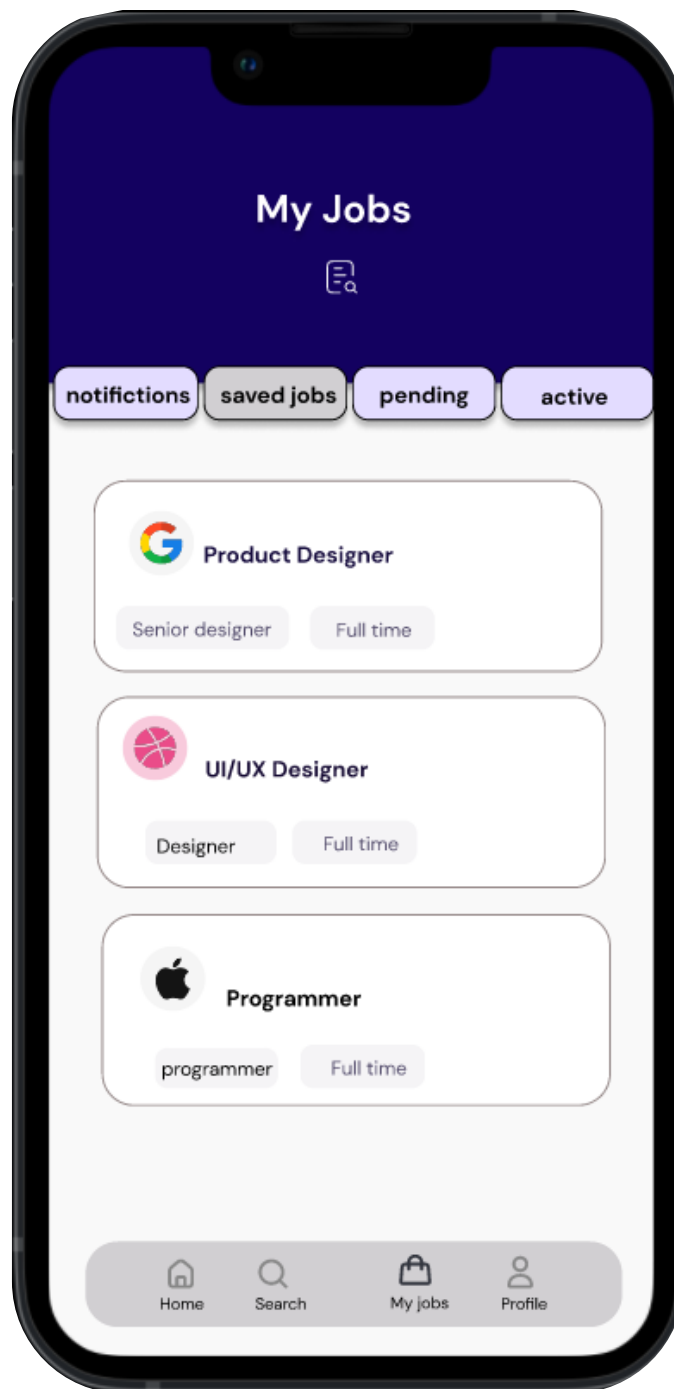 My Jobs
notifictions saved jobs pending active
Product Designer
Senior designer Full time
UI/UX Designer
Designer Full time
Programmer
programmer Full time
Home Search My jobs Profile